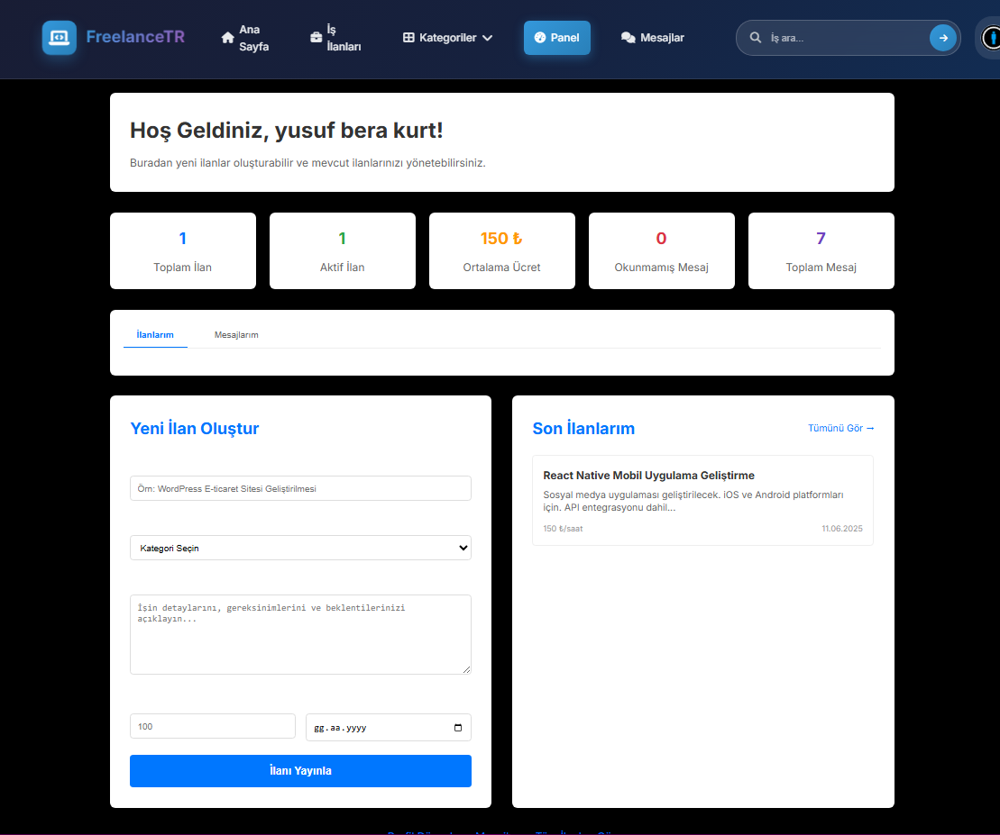 FreelanceTR
Ana
Sayfa
İş
İlanları
Kategoriler
Panel
Mesajlar
İş ara...
Hoş Geldiniz, yusuf bera kurt!
Buradan yeni ilanlar oluşturabilir ve mevcut ilanlarınızı yönetebilirsiniz.
1
Toplam İlan
1
Aktif İlan
150 ₺
Ortalama Ücret
0
Okunmamış Mesaj
7
Toplam Mesaj
İlanlarım
Mesajlarım
Yeni İlan Oluştur
Örn: WordPress E-ticaret Sitesi Geliştirilmesi
Kategori Seçin
İşin detaylarını, gereksinimlerini ve beklentilerinizi
açıklayın...
100
gg.aa.yyyy
İlanı Yayınla
Son İlanlarım
Tümünü Gör →
React Native Mobil Uygulama Geliştirme
Sosyal medya uygulaması geliştirilecek. iOS ve Android platformları
için. API entegrasyonu dahil...
150 ₺/saat
11.06.2025